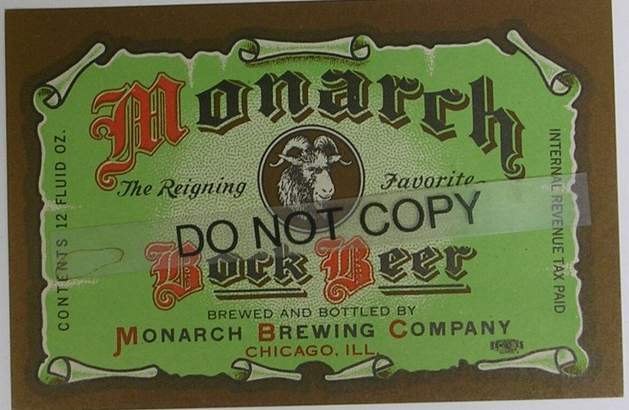 Monarch
The Reigning Favorite
DO NOT COPY
Bock Beer
BREWED AND BOTTLED BY
MONARCH BREWING COMPANY
CHICAGO, ILL.
CONTENTS 12 FLUID OZ.
INTERNAL REVENUE TAX PAID